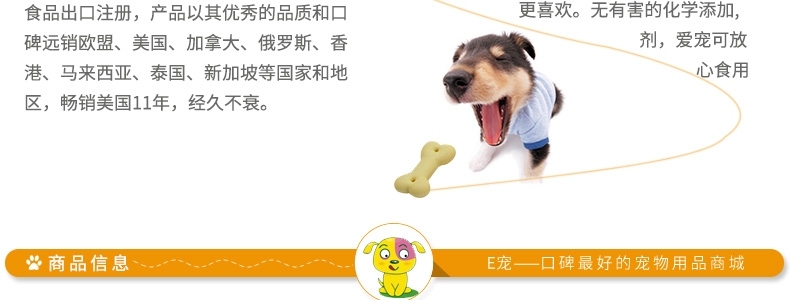 食品出口注册，产品以其优秀的品质和口
碑远销欧盟、美国、加拿大、俄罗斯、香
港、马来西亚、泰国、新加坡等国家和地
区，畅销美国11年，经久不衰。
更喜欢。无有害的化学添加,
剂，爱宠可放
心食用
商品信息
E宠——口碑最好的宠物用品商城